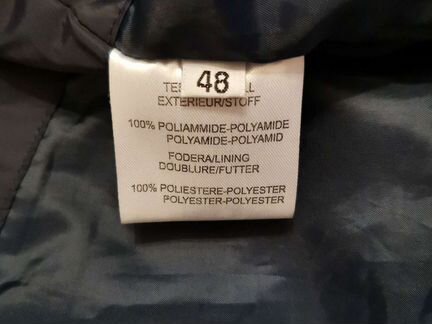 48
EXTERIEUR/STOFF
100% POLIAMMIDE-POLYAMIDE
POLYAMIDE-POLYAMID
FODERA/LINING
DOUBLURE/FUTTER
100% POLIESTERE-POLYESTER
POLYESTER-POLYESTER